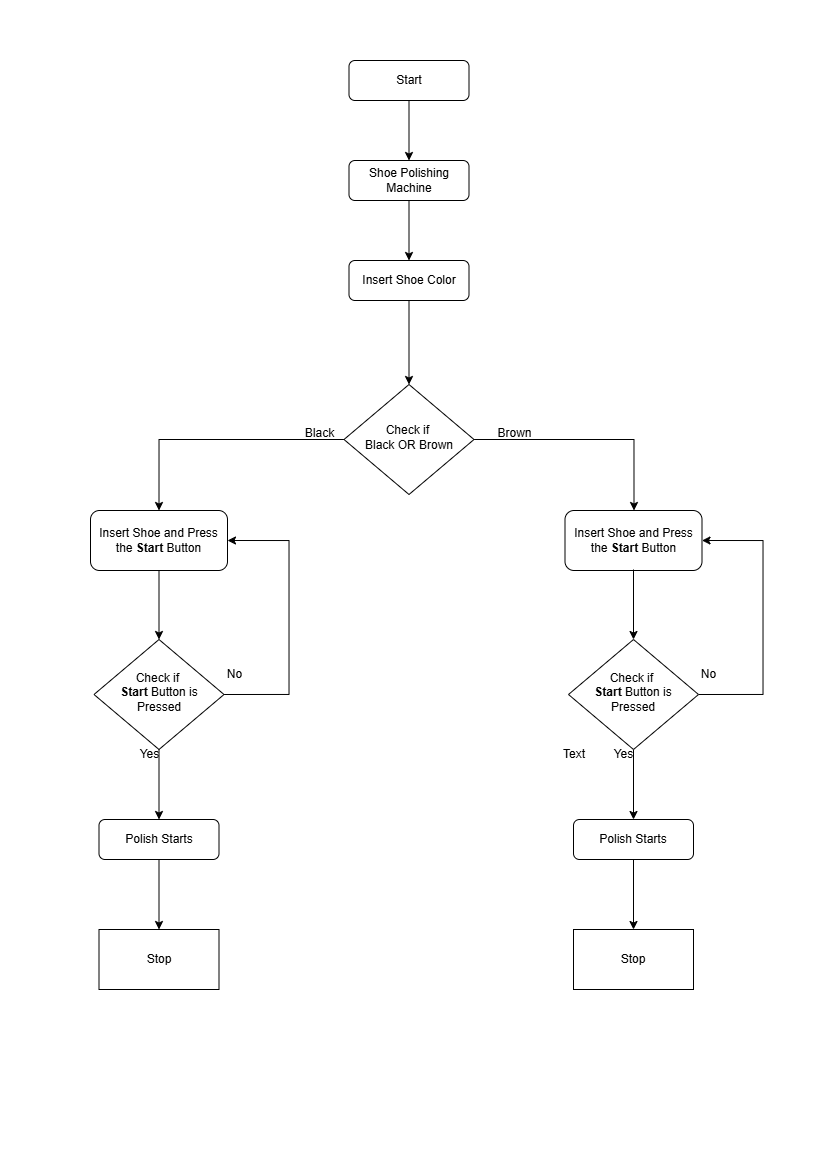 Start
Shoe Polishing
Machine
Insert Shoe Color
Check if
Black OR Brown
Black
Brown
Insert Shoe and Press
the Start Button
Check if
Start Button is
Pressed
No
Yes
Polish Starts
Stop
Insert Shoe and Press
the Start Button
Check if
Start Button is
Pressed
No
Text
Yes
Polish Starts
Stop